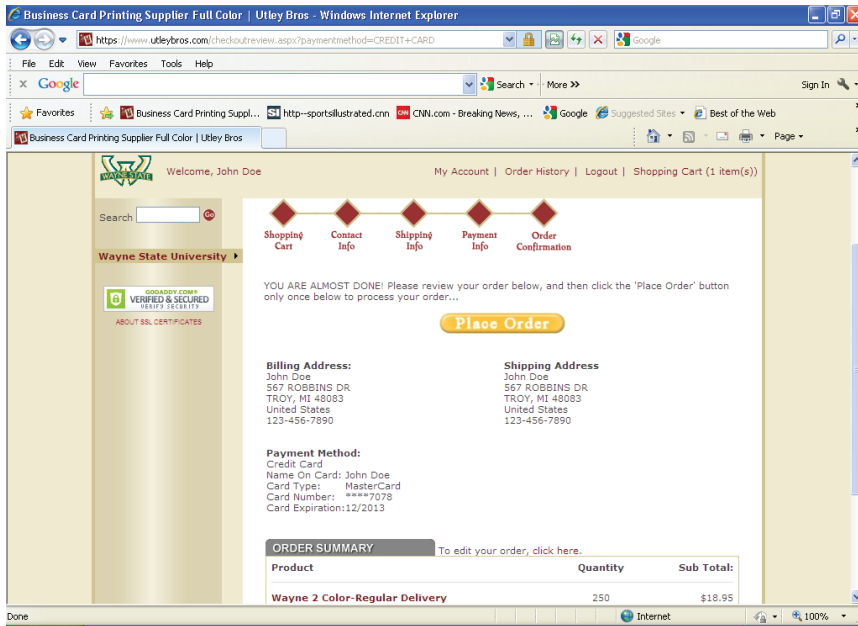 Business Card Printing Supplier Full Color | Utley Bros - Windows Internet Explorer
https://www.utleybros.com/checkoutreview.aspx?paymentmethod=CREDIT+CARD
Google
File Edit View Favorites Tools Help
x Google Search More >> Sign In
Favorites Business Card Printing Suppl... SI http--sportsillustrated.cnn CNN CNN.com - Breaking News, ... Google Suggested Sites Best of the Web
Business Card Printing Supplier Full Color | Utley Bros Page
WAYNE STATE Welcome, John Doe My Account | Order History | Logout | Shopping Cart (1 item(s))
Search Go
Shopping Cart
Contact Info
Shipping Info
Payment Info
Order Confirmation
Wayne State University
GODADDY.COM®
VERIFIED & SECURED
VERIFY SECURITY
ABOUT SSL CERTIFICATES
YOU ARE ALMOST DONE! Please review your order below, and then click the 'Place Order' button
only once below to process your order...
Place Order
Billing Address:
John Doe
567 ROBBINS DR
TROY, MI 48083
United States
123-456-7890
Shipping Address
John Doe
567 ROBBINS DR
TROY, MI 48083
United States
123-456-7890
Payment Method:
Credit Card
Name On Card: John Doe
Card Type: MasterCard
Card Number: ****7078
Card Expiration:12/2013
ORDER SUMMARY To edit your order, click here.
Product Quantity Sub Total:
Wayne 2 Color-Regular Delivery 250 $18.95
Done Internet 100%